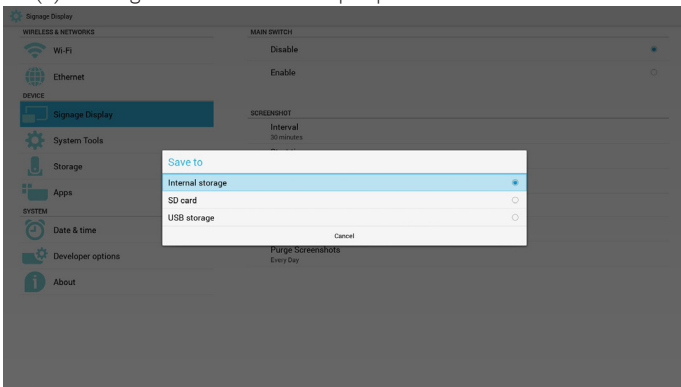 Signage Display
WIRELESS & NETWORKS
Wi-Fi
Ethernet
DEVICE
Signage Display
System Tools
Storage
Apps
SYSTEM
Date & time
Developer options
About
MAIN SWITCH
Disable
Enable
SCREENSHOT
Interval
30 minutes
Save to
Internal storage
SD card
USB storage
Cancel
Purge Screenshots
Every Day